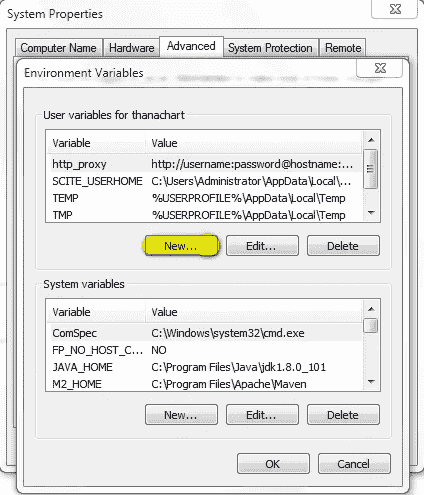 System Properties
Computer Name Hardware Advanced System Protection Remote
Environment Variables
User variables for thanachart
Variable Value
http_proxy http://username:password@hostname:...
SCITE_USERHOME C:\Users\Administrator\AppData\Local\...
TEMP %USERPROFILE%\AppData\Local\Temp
TMP %USERPROFILE%\AppData\Local\Temp
New... Edit... Delete
System variables
Variable Value
ComSpec C:\Windows\system32\cmd.exe
FP_NO_HOST_C... NO
JAVA_HOME C:\Program Files\Java\jdk1.8.0_101
M2_HOME C:\Program Files\Apache\Maven
New... Edit... Delete
OK Cancel